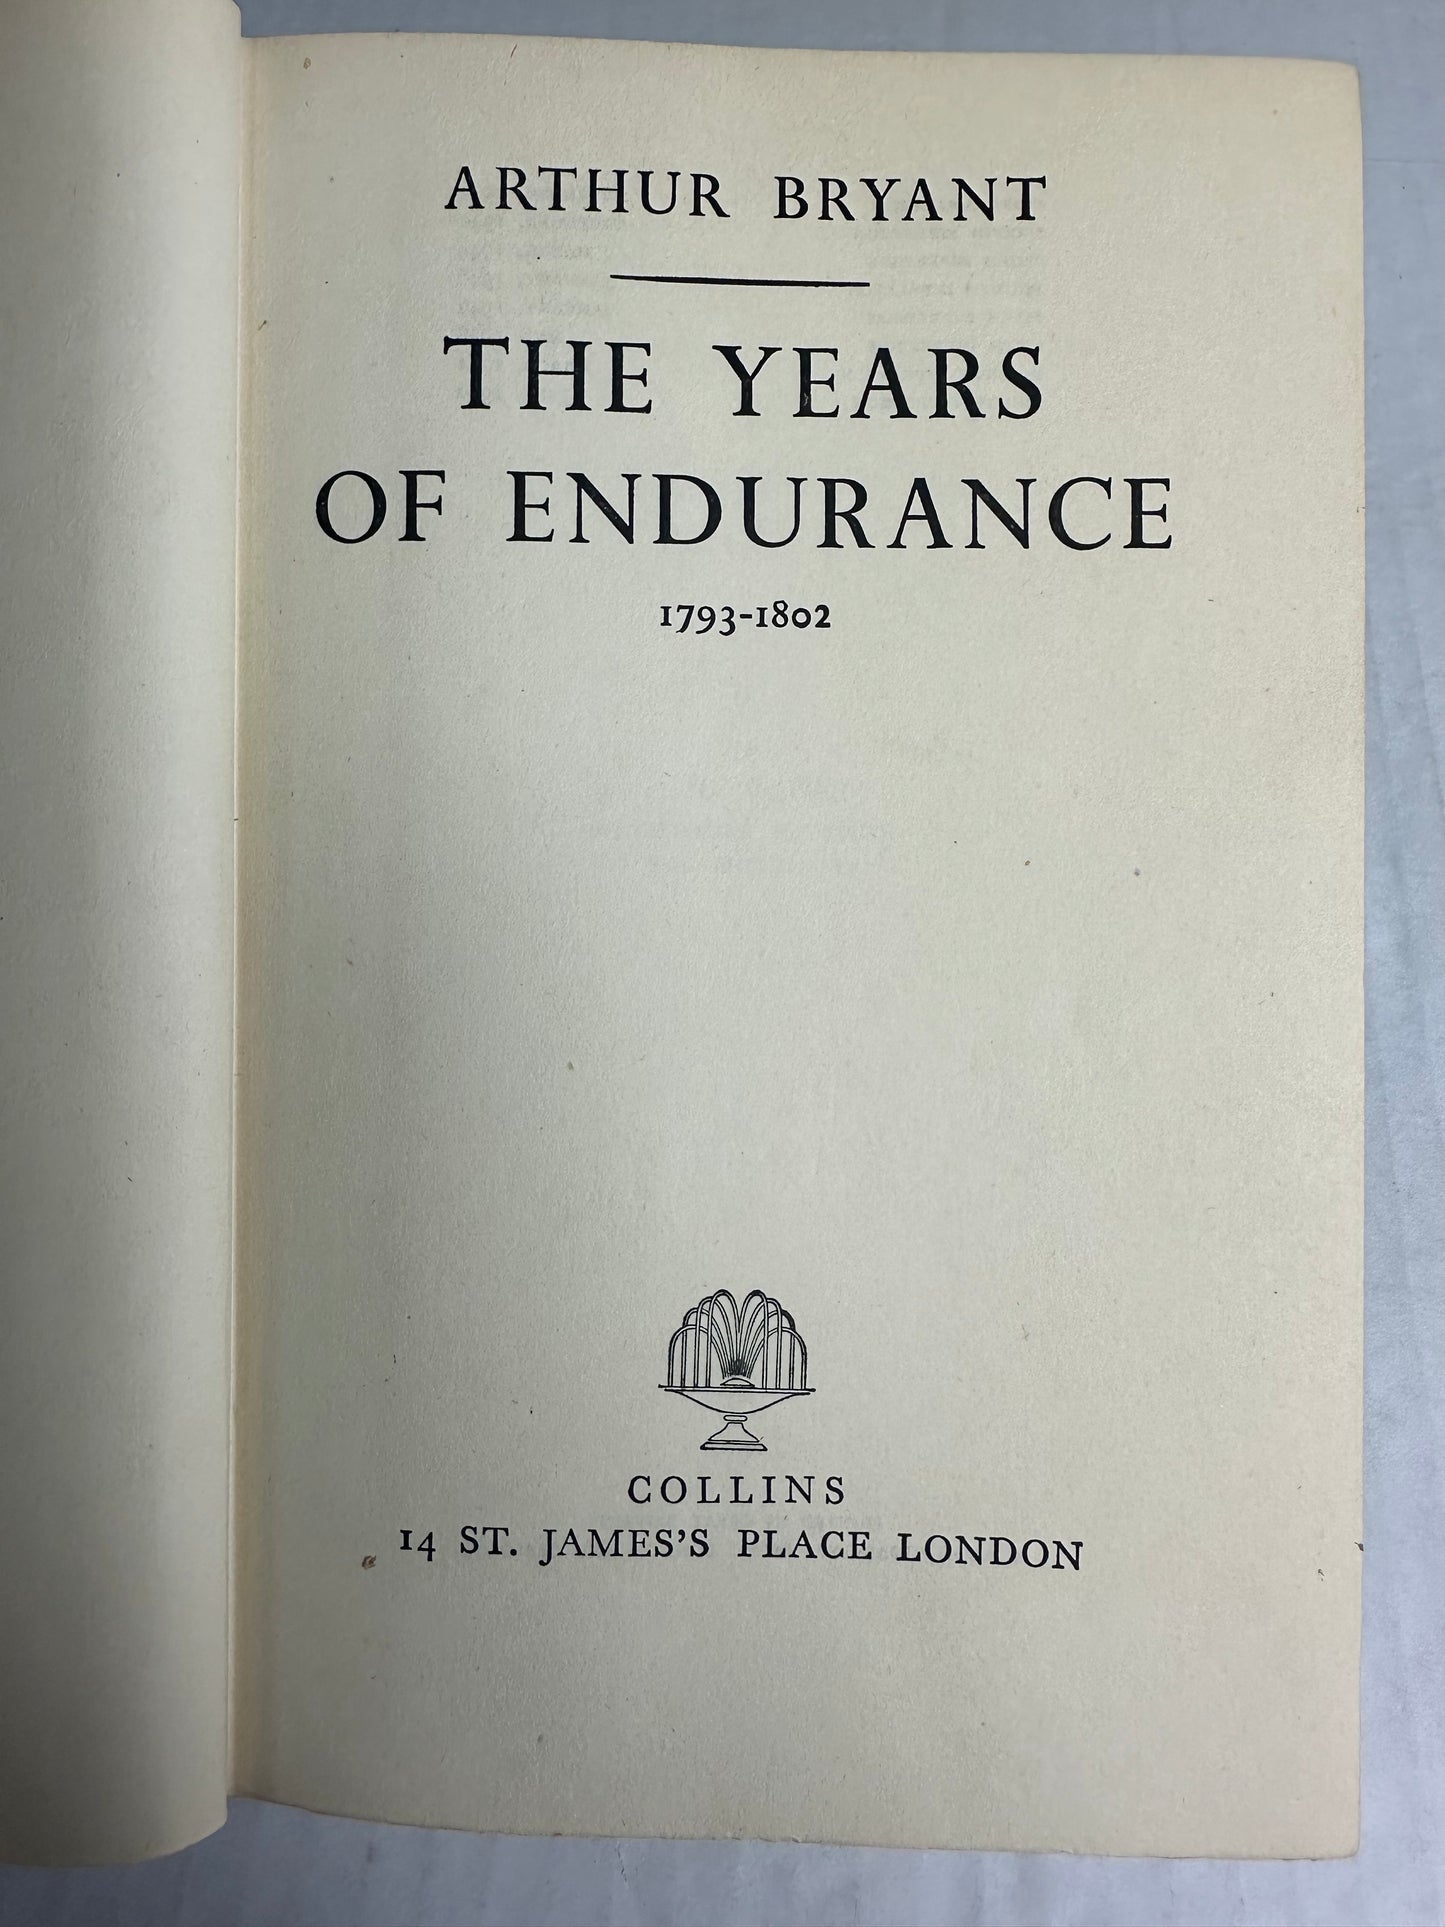 ARTHUR BRYANT
THE YEARS
OF ENDURANCE
1793-1802
COLLINS
14 ST. JAMES'S PLACE LONDON